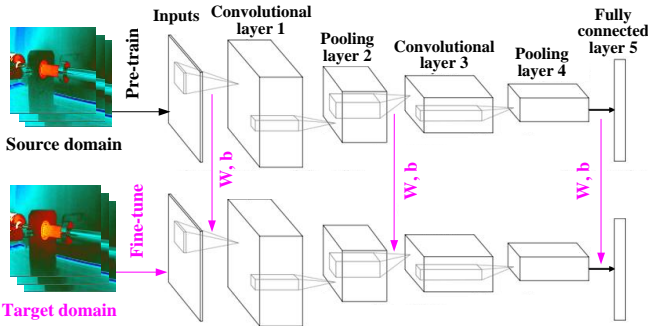 Inputs
Convolutional
layer 1
Pooling
layer 2
Convolutional
layer 3
Pooling
layer 4
Fully
connected
layer 5
Pre-train
Source domain
W, b
W, b
W, b
Fine-tune
Target domain